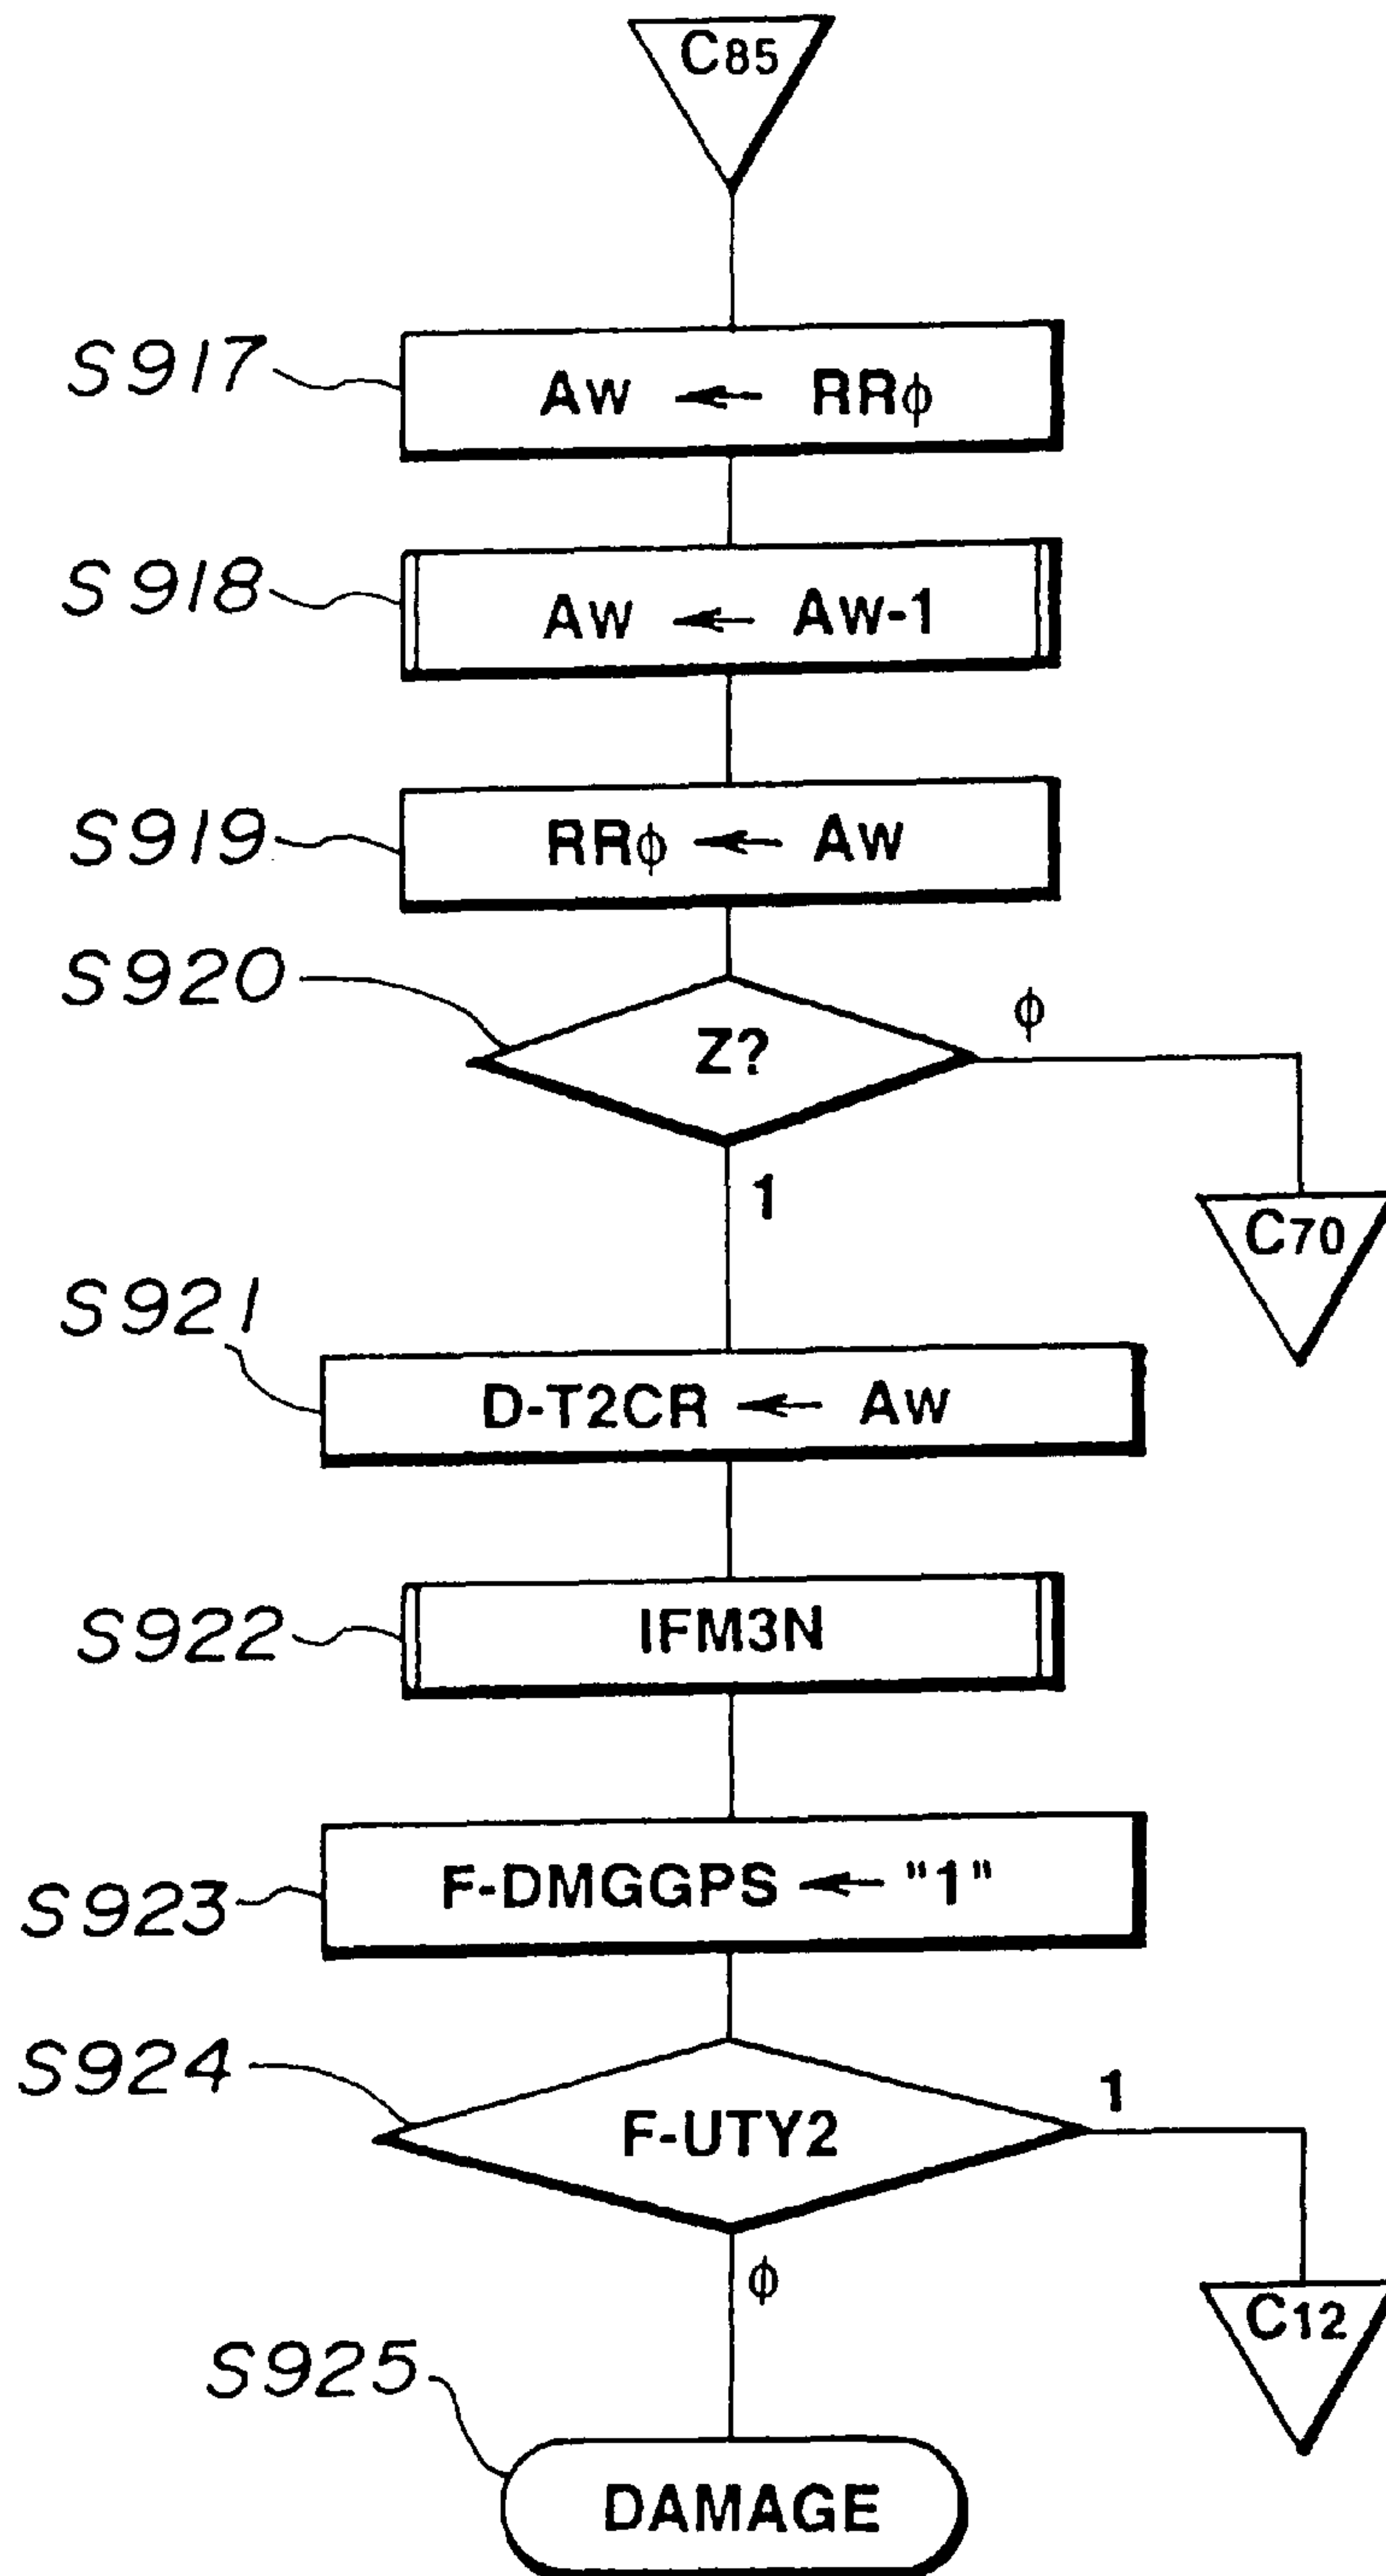 C85
S917
Aw ← RRϕ
S918
Aw ← Aw-1
S919
RRϕ ← Aw
S920
Z?
ϕ
1
C70
S921
D-T2CR ← Aw
S922
IFM3N
S923
F-DMGGPS ← "1"
S924
F-UTY2
1
ϕ
C12
S925
DAMAGE